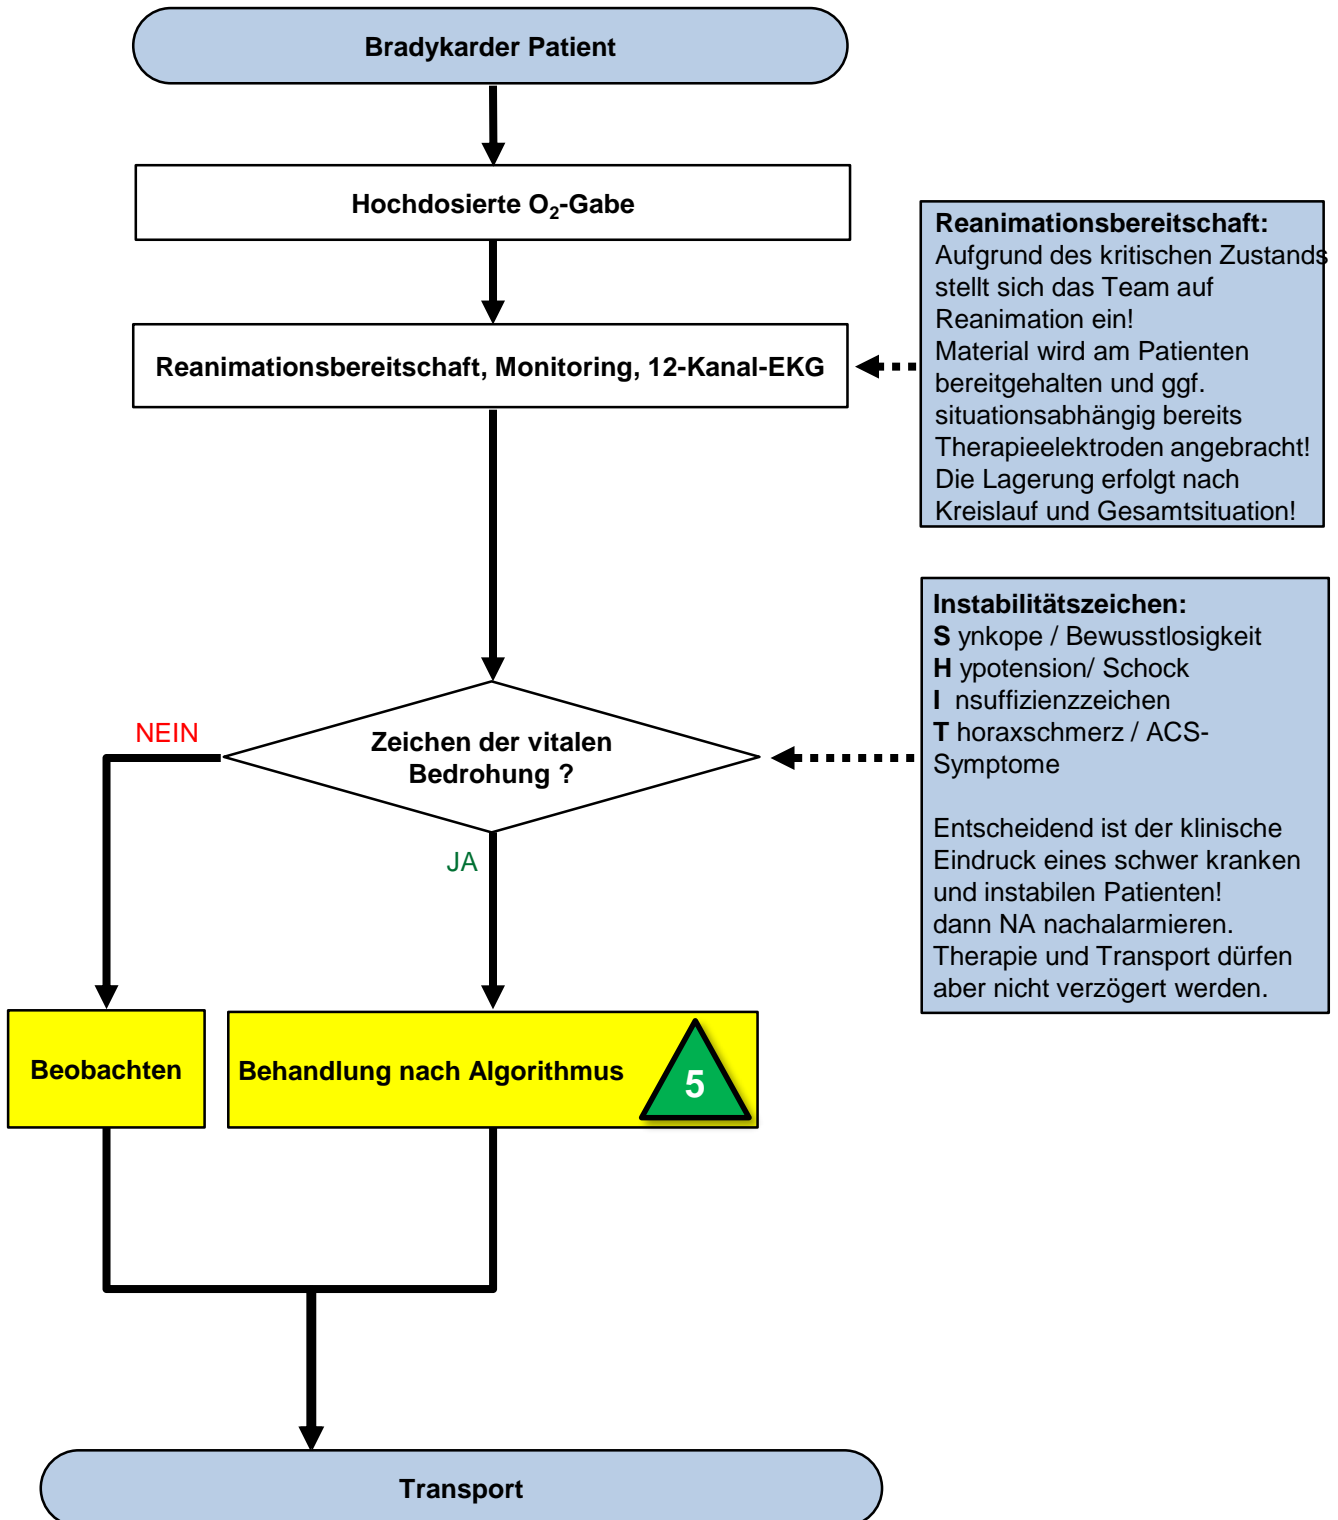 Bradykarder Patient
Hochdosierte O₂-Gabe
Reanimationsbereitschaft, Monitoring, 12-Kanal-EKG
Reanimationsbereitschaft:
Aufgrund des kritischen Zustands
stellt sich das Team auf
Reanimation ein!
Material wird am Patienten
bereitgehalten und ggf.
situationsabhängig bereits
Therapieelektroden angebracht!
Die Lagerung erfolgt nach
Kreislauf und Gesamtsituation!
Zeichen der vitalen
Bedrohung ?
NEIN
JA
Instabilitätszeichen:
S ynkope / Bewusstlosigkeit
H ypotension/ Schock
I nsuffizienzzeichen
T horaxschmerz / ACS-
Symptome
Entscheidend ist der klinische
Eindruck eines schwer kranken
und instabilen Patienten!
dann NA nachalarmieren.
Therapie und Transport dürfen
aber nicht verzögert werden.
Beobachten
Behandlung nach Algorithmus
5
Transport